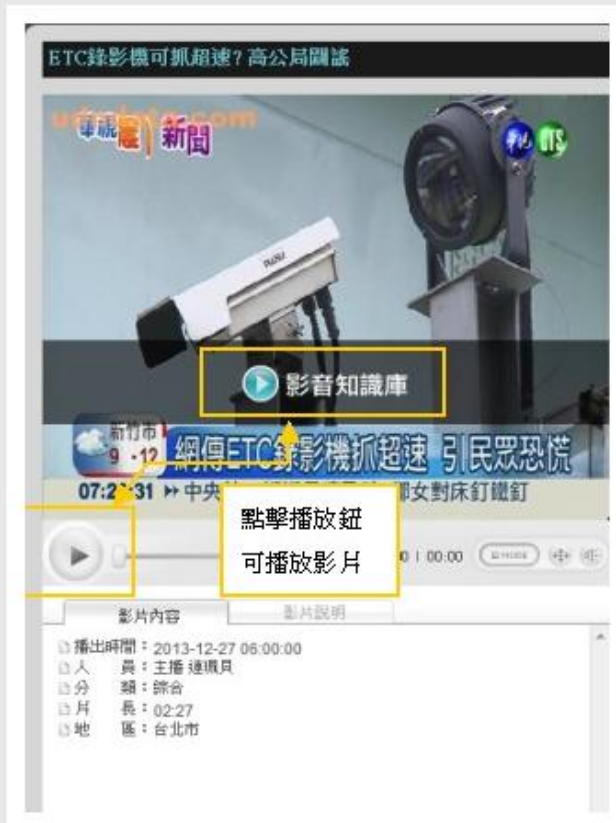 ETC錄影機可抓超速?高公局闢謠
華視晨 新聞
華視 CTS
影音知識庫
新竹市
9 -12
網傳ETC錄影機抓超速 引民眾恐慌
點擊播放鈕
可播放影片
00:00
影片內容
影片說明
播出時間：2013-12-27 06:00:00
人 員：主播 連珮貝
分 類：綜合
片 長：02:27
地 區：台北市